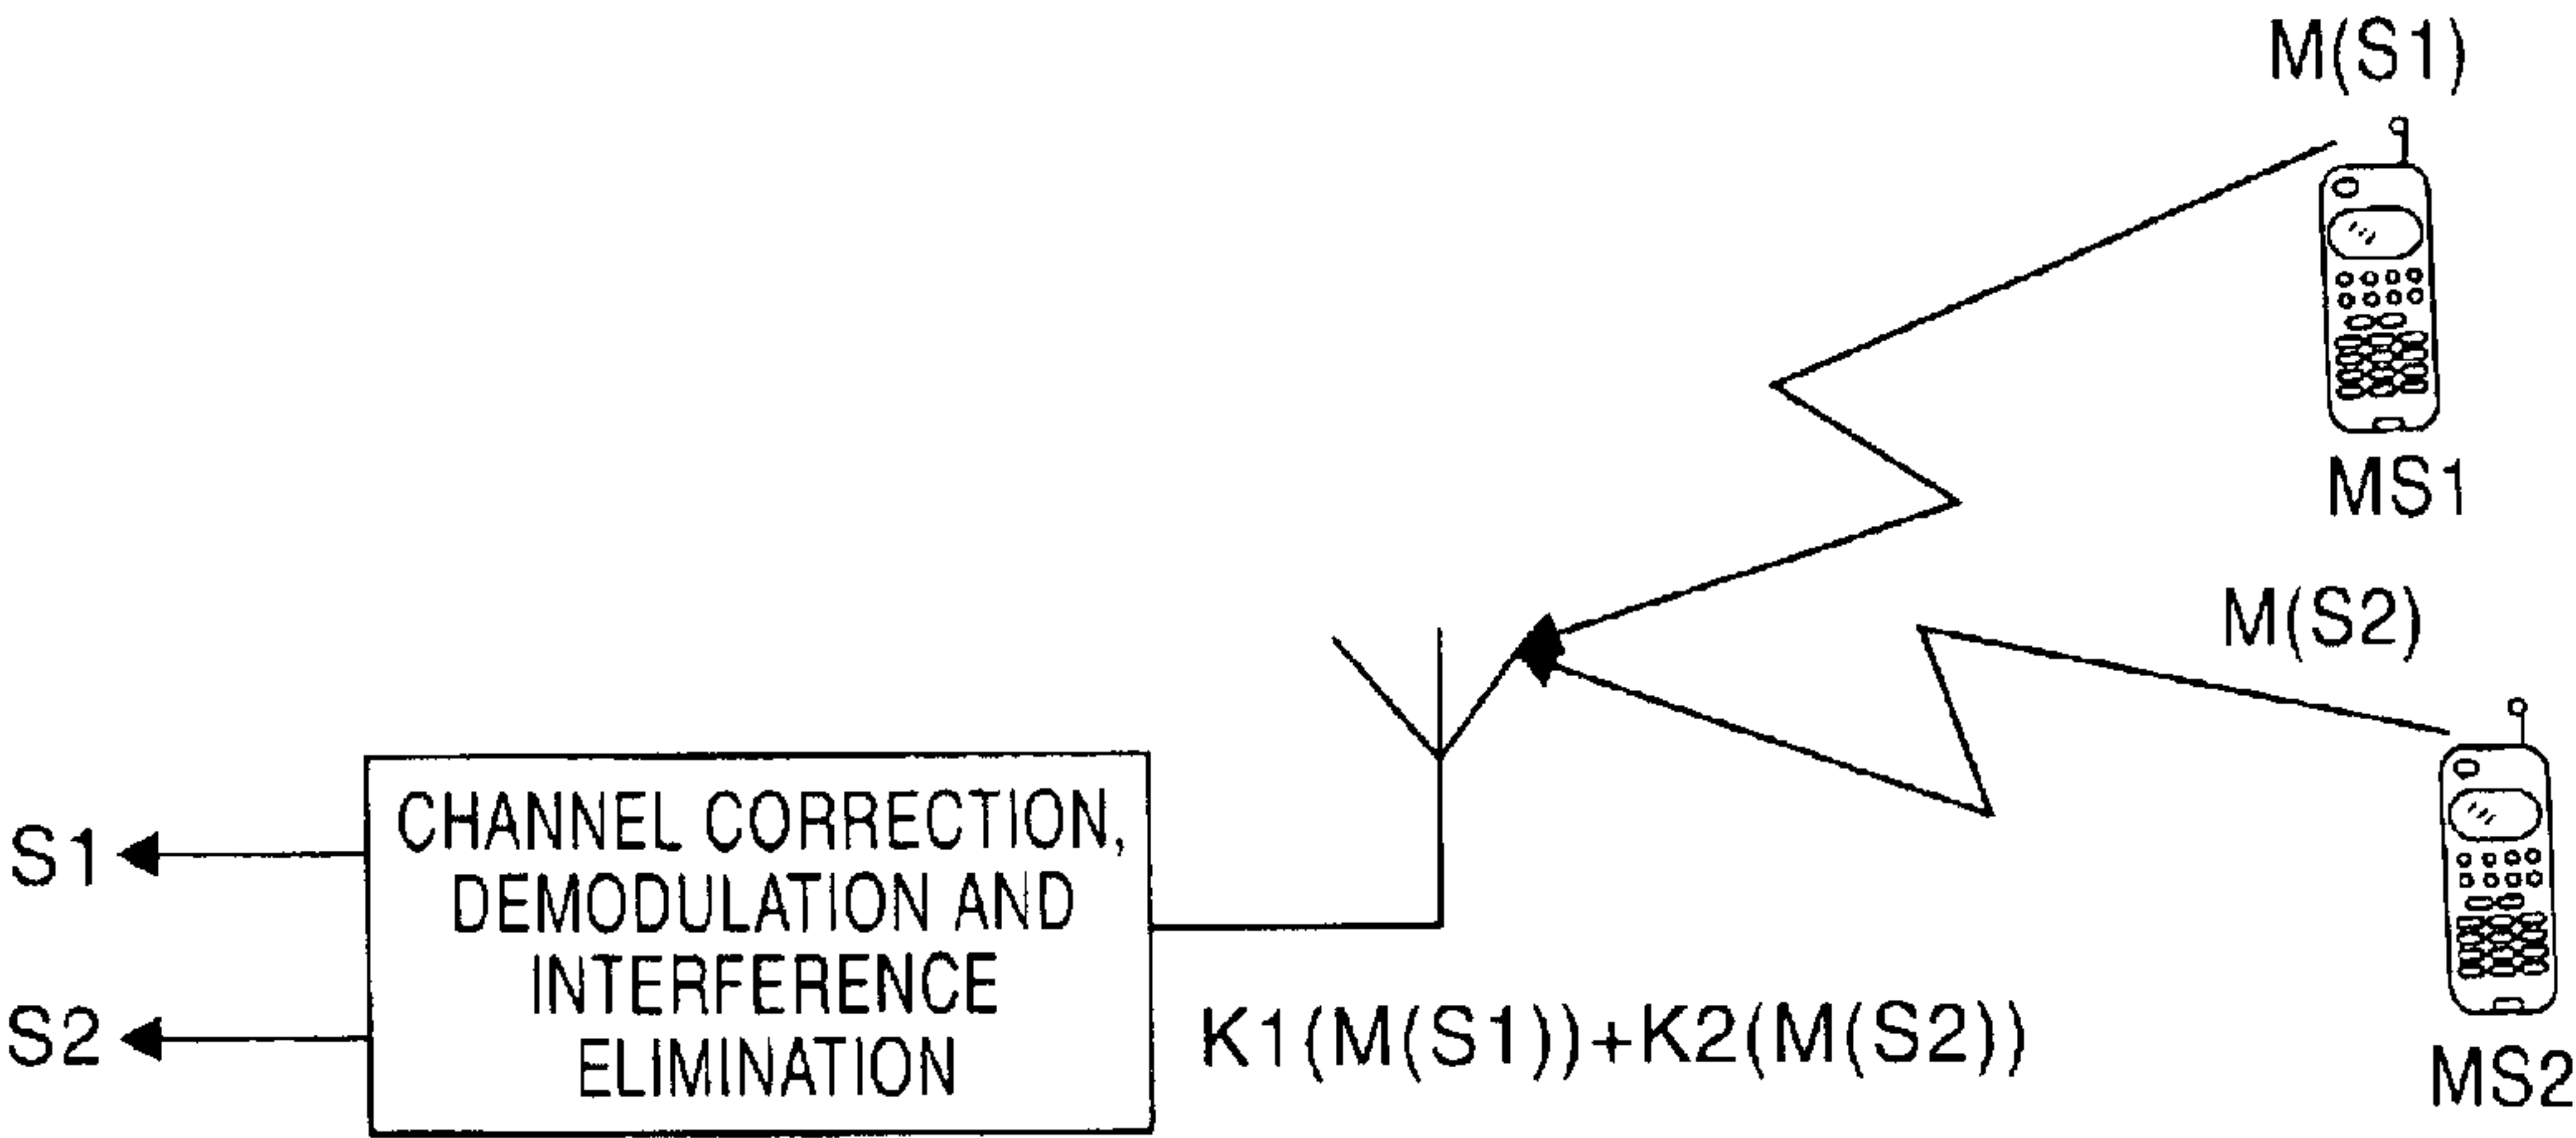 M(S1)
MS1
M(S2)
MS2
K1(M(S1))+K2(M(S2))
CHANNEL CORRECTION,
DEMODULATION AND
INTERFERENCE
ELIMINATION
S1
S2